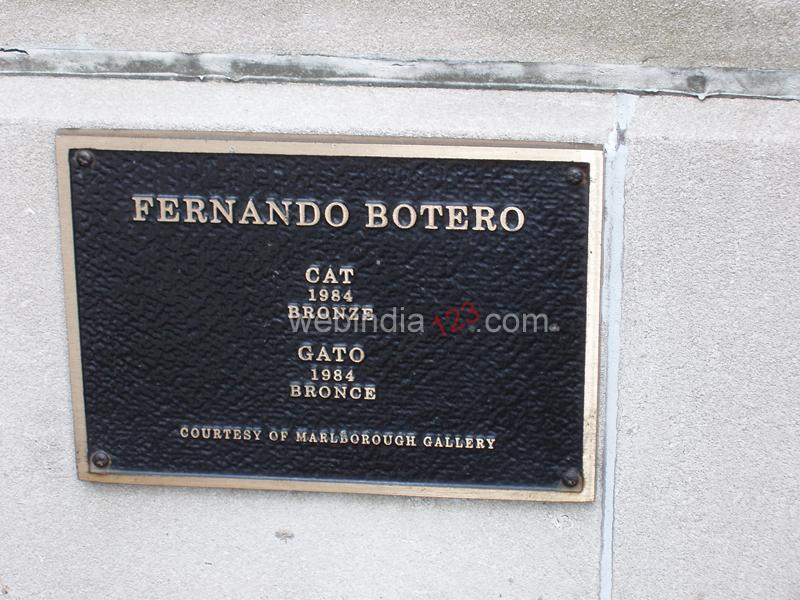 FERNANDO BOTERO
CAT
1984
BRONZE
webindia123.com
GATO
1984
BRONCE
COURTESY OF MARLBOROUGH GALLERY